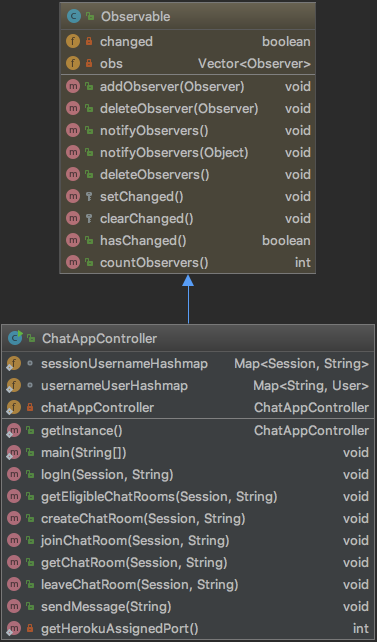 Observable
changed boolean
obs Vector<Observer>
addObserver(Observer) void
deleteObserver(Observer) void
notifyObservers() void
notifyObservers(Object) void
deleteObservers() void
setChanged() void
clearChanged() void
hasChanged() boolean
countObservers() int
ChatAppController
sessionUsernameHashmap Map<Session, String>
usernameUserHashmap Map<String, User>
chatAppController ChatAppController
getInstance() ChatAppController
main(String[]) void
logIn(Session, String) void
getEligibleChatRooms(Session, String) void
createChatRoom(Session, String) void
joinChatRoom(Session, String) void
getChatRoom(Session, String) void
leaveChatRoom(Session, String) void
sendMessage(String) void
getHerokuAssignedPort() int